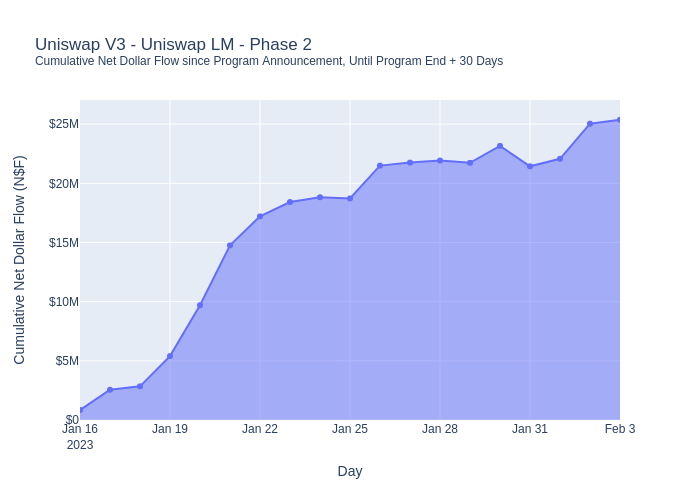 Uniswap V3 - Uniswap LM - Phase 2
Cumulative Net Dollar Flow since Program Announcement, Until Program End + 30 Days
Cumulative Net Dollar Flow (N$F)
$25M
$20M
$15M
$10M
$5M
$0
Jan 16
2023
Jan 19
Jan 22
Jan 25
Jan 28
Jan 31
Feb 3
Day